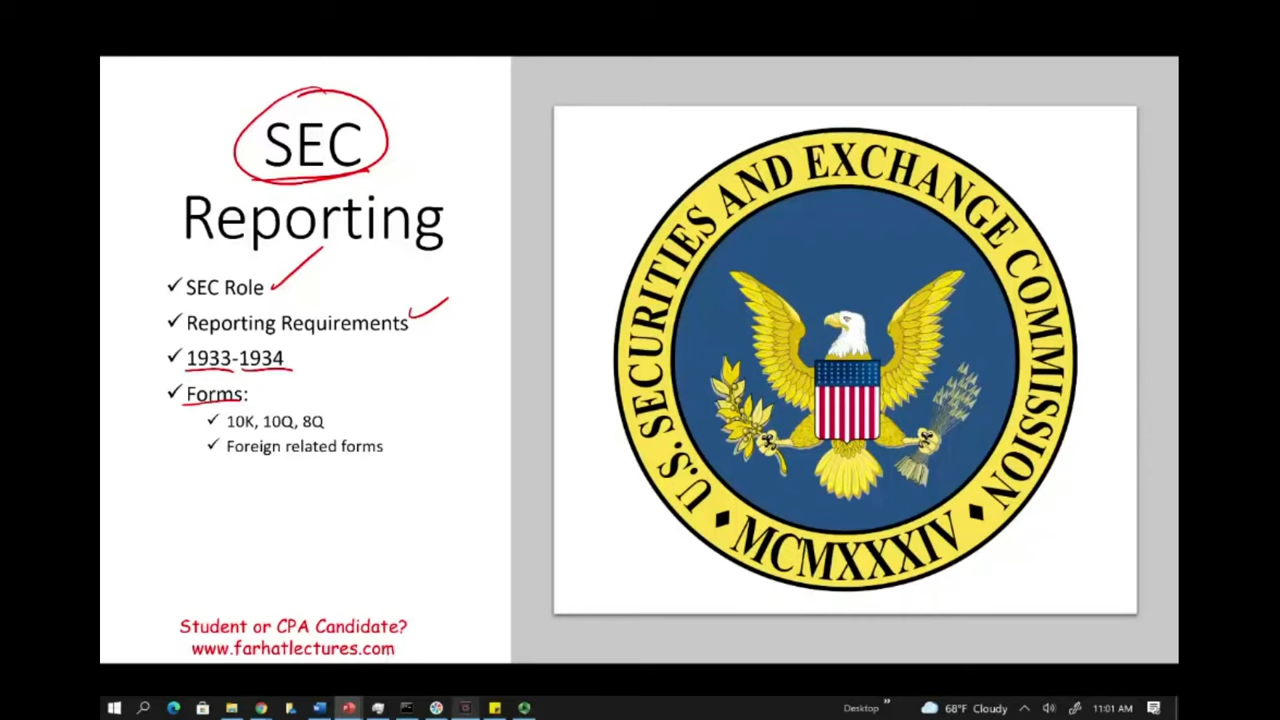 SEC
Reporting
✓ SEC Role
✓ Reporting Requirements
✓ 1933-1934
✓ Forms:
✓ 10K, 10Q, 8Q
✓ Foreign related forms
Student or CPA Candidate?
www.farhatlectures.com
U.S. SECURITIES AND EXCHANGE COMMISSION
MCMXXXIV
Desktop
68°F Cloudy
11:01 AM